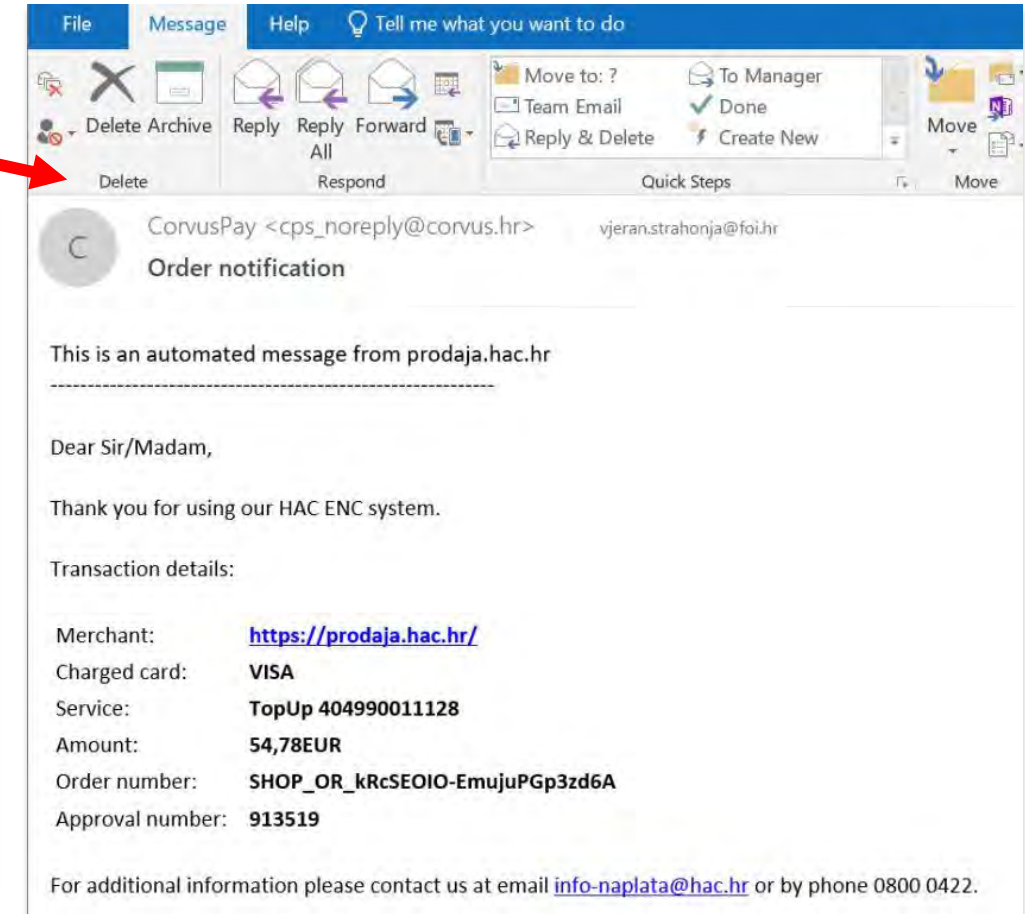 File Message Help Tell me what you want to do
Move to: ? To Manager
Team Email Done
Reply & Delete Create New
Delete Archive Reply Reply All Forward Move
Delete Respond Quick Steps Move
C
CorvusPay <cps_noreply@corvus.hr> vjeran.strahonja@foi.hr
Order notification
This is an automated message from prodaja.hac.hr
------------------------------------------------------------
Dear Sir/Madam,
Thank you for using our HAC ENC system.
Transaction details:
Merchant: https://prodaja.hac.hr/
Charged card: VISA
Service: TopUp 404990011128
Amount: 54,78EUR
Order number: SHOP_OR_kRcSEOIO-EmujuPGp3zd6A
Approval number: 913519
For additional information please contact us at email info-naplata@hac.hr or by phone 0800 0422.